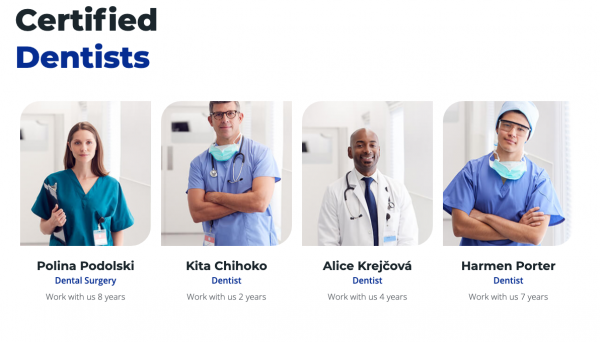 Certified
Dentists
Polina Podolski
Dental Surgery
Work with us 8 years
Kita Chihoko
Dentist
Work with us 2 years
Alice Krejčová
Dentist
Work with us 4 years
Harmen Porter
Dentist
Work with us 7 years